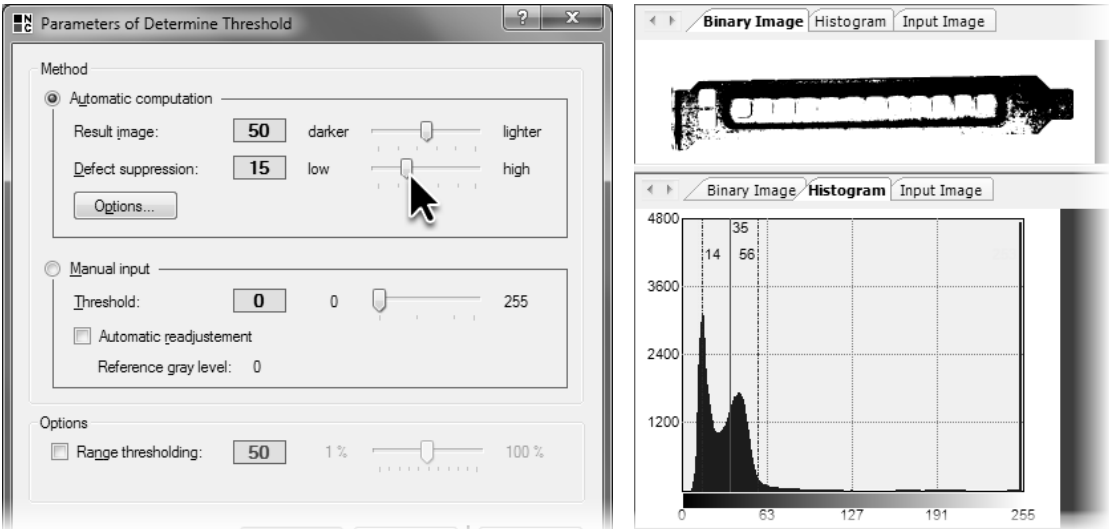 NC Parameters of Determine Threshold ? X
Method
Automatic computation
Result image: 50 darker lighter
Defect suppression: 15 low high
Options...
Manual input
Threshold: 0 0 255
Automatic readjustement
Reference gray level: 0
Options
Range thresholding: 50 1 % 100 %
Binary Image Histogram Input Image
Binary Image Histogram Input Image
4800
35
14 56
3600
2400
1200
0 63 127 191 255